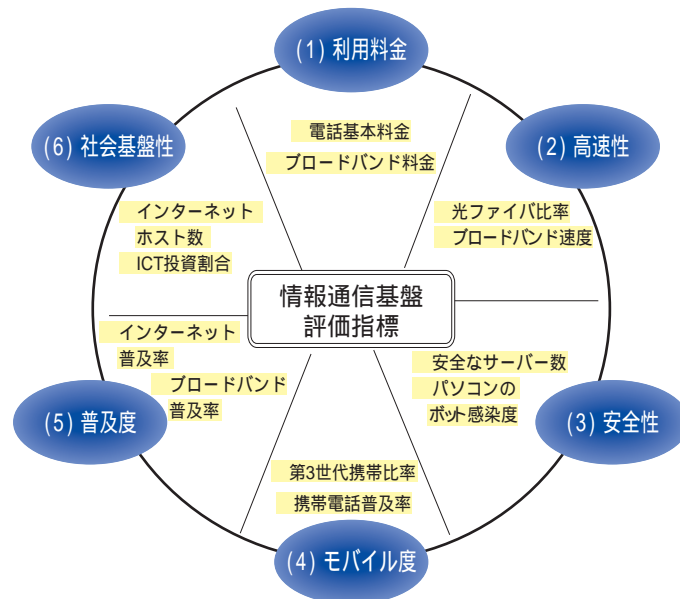 (1) 利用料金
電話基本料金
ブロードバンド料金
(2) 高速性
光ファイバ比率
ブロードバンド速度
(6) 社会基盤性
インターネット
ホスト数
ICT投資割合
情報通信基盤
評価指標
安全なサーバー数
パソコンの
ボット感染度
(3) 安全性
インターネット
普及率
ブロードバンド
普及率
(5) 普及度
第3世代携帯比率
携帯電話普及率
(4) モバイル度